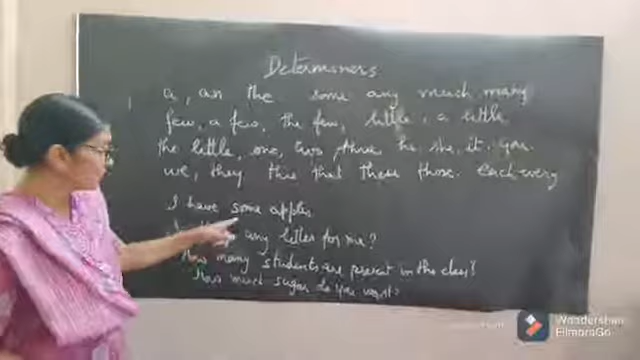 Determiners
a, an the some any much many
few, a few, the few, little, a little
the little, one, two three he, she, it. you
we, they this that these those. each every
I have some apples
any letter for me?
How many students are present in the class?
How much sugar do you want?
Wondershare
FilmoraGo